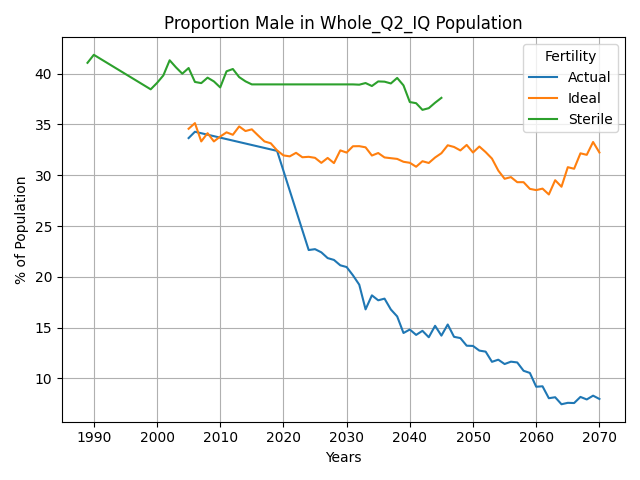 Proportion Male in Whole_Q2_IQ Population
Fertility
Actual
Ideal
Sterile
% of Population
40
35
30
25
20
15
10
1990 2000 2010 2020 2030 2040 2050 2060 2070
Years